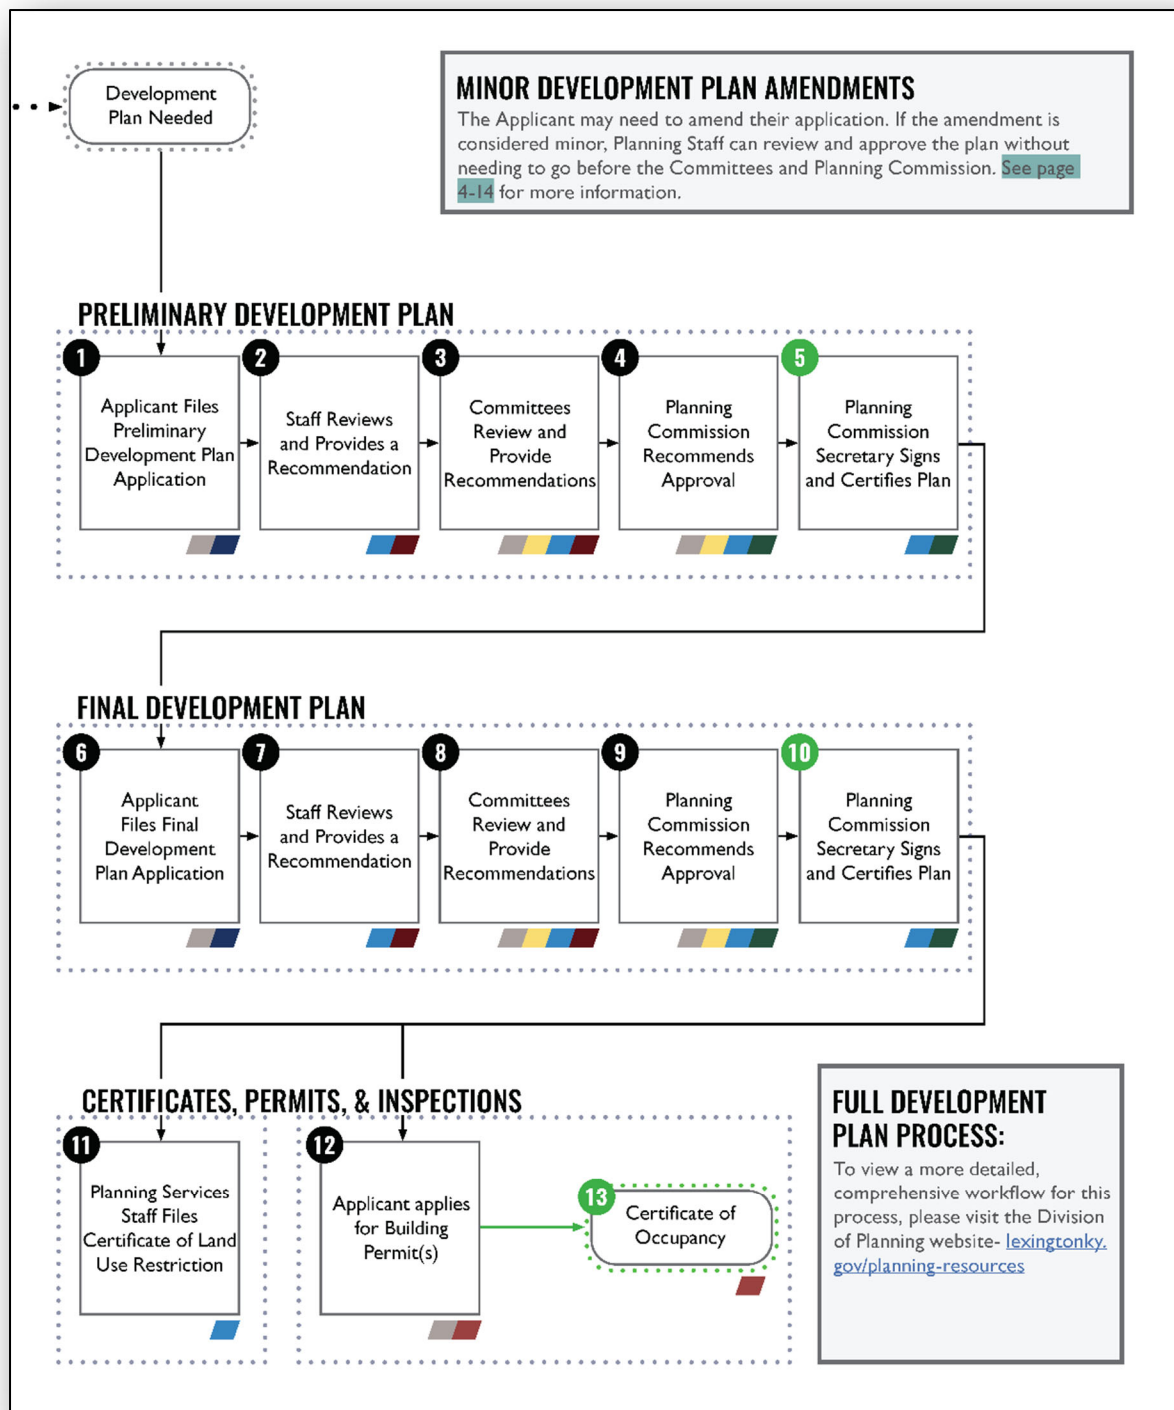 Development
Plan Needed
MINOR DEVELOPMENT PLAN AMENDMENTS
The Applicant may need to amend their application. If the amendment is
considered minor, Planning Staff can review and approve the plan without
needing to go before the Committees and Planning Commission. See page
4-14 for more information.
PRELIMINARY DEVELOPMENT PLAN
1
Applicant Files
Preliminary
Development Plan
Application
2
Staff Reviews
and Provides a
Recommendation
3
Committees
Review and
Provide
Recommendations
4
Planning
Commission
Recommends
Approval
5
Planning
Commission
Secretary Signs
and Certifies Plan
FINAL DEVELOPMENT PLAN
6
Applicant
Files Final
Development
Plan Application
7
Staff Reviews
and Provides a
Recommendation
8
Committees
Review and
Provide
Recommendations
9
Planning
Commission
Recommends
Approval
10
Planning
Commission
Secretary Signs
and Certifies Plan
CERTIFICATES, PERMITS, & INSPECTIONS
11
Planning Services
Staff Files
Certificate of Land
Use Restriction
12
Applicant applies
for Building
Permit(s)
13
Certificate of
Occupancy
FULL DEVELOPMENT
PLAN PROCESS:
To view a more detailed,
comprehensive workflow for this
process, please visit the Division
of Planning website- lexingtonky.
gov/planning-resources